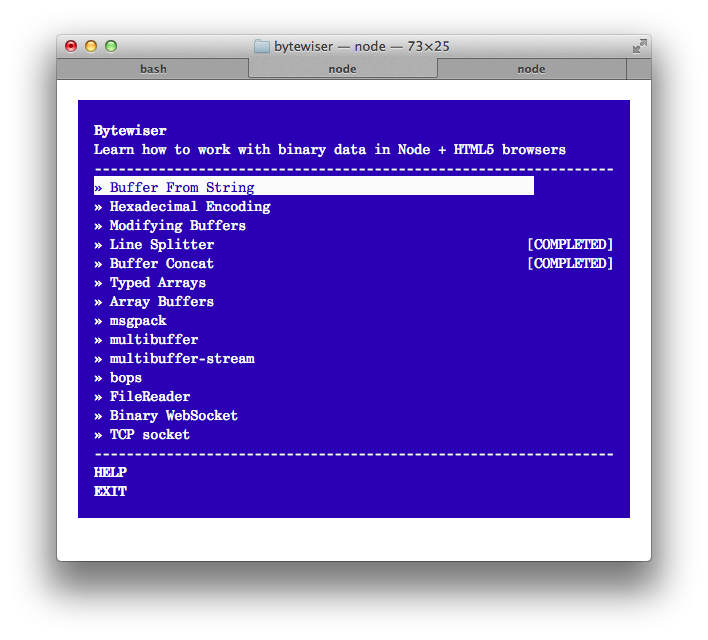 bytewiser — node — 73×25
bash node node
Bytewiser
Learn how to work with binary data in Node + HTML5 browsers
-----------------------------------------------------------------
» Buffer From String
» Hexadecimal Encoding
» Modifying Buffers
» Line Splitter [COMPLETED]
» Buffer Concat [COMPLETED]
» Typed Arrays
» Array Buffers
» msgpack
» multibuffer
» multibuffer-stream
» bops
» FileReader
» Binary WebSocket
» TCP socket
-----------------------------------------------------------------
HELP
EXIT